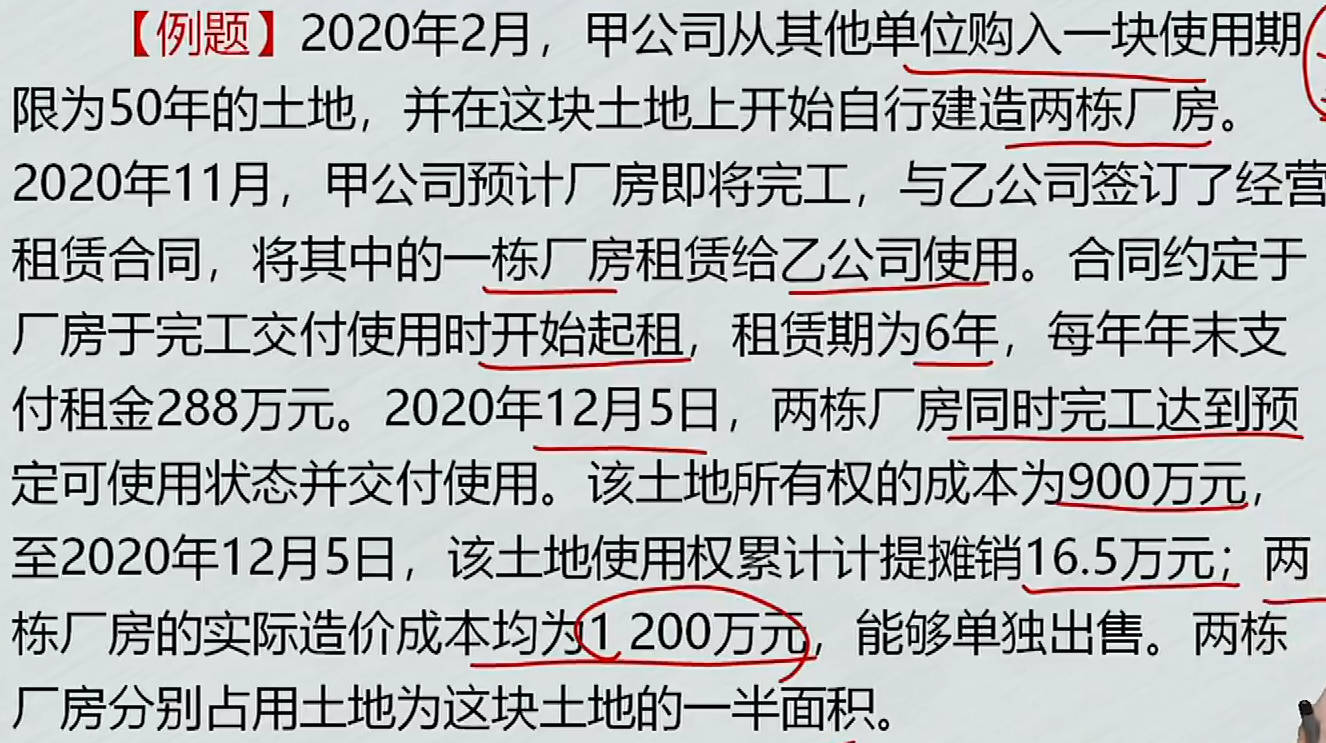 【例题】2020年2月，甲公司从其他单位购入一块使用期
限为50年的土地，并在这块土地上开始自行建造两栋厂房。
2020年11月，甲公司预计厂房即将完工，与乙公司签订了经营
租赁合同，将其中的一栋厂房租赁给乙公司使用。合同约定于
厂房于完工交付使用时开始起租，租赁期为6年，每年年末支
付租金288万元。2020年12月5日，两栋厂房同时完工达到预
定可使用状态并交付使用。该土地所有权的成本为900万元，
至2020年12月5日，该土地使用权累计计提摊销16.5万元；两
栋厂房的实际造价成本均为1 200万元，能够单独出售。两栋
厂房分别占用土地为这块土地的一半面积。